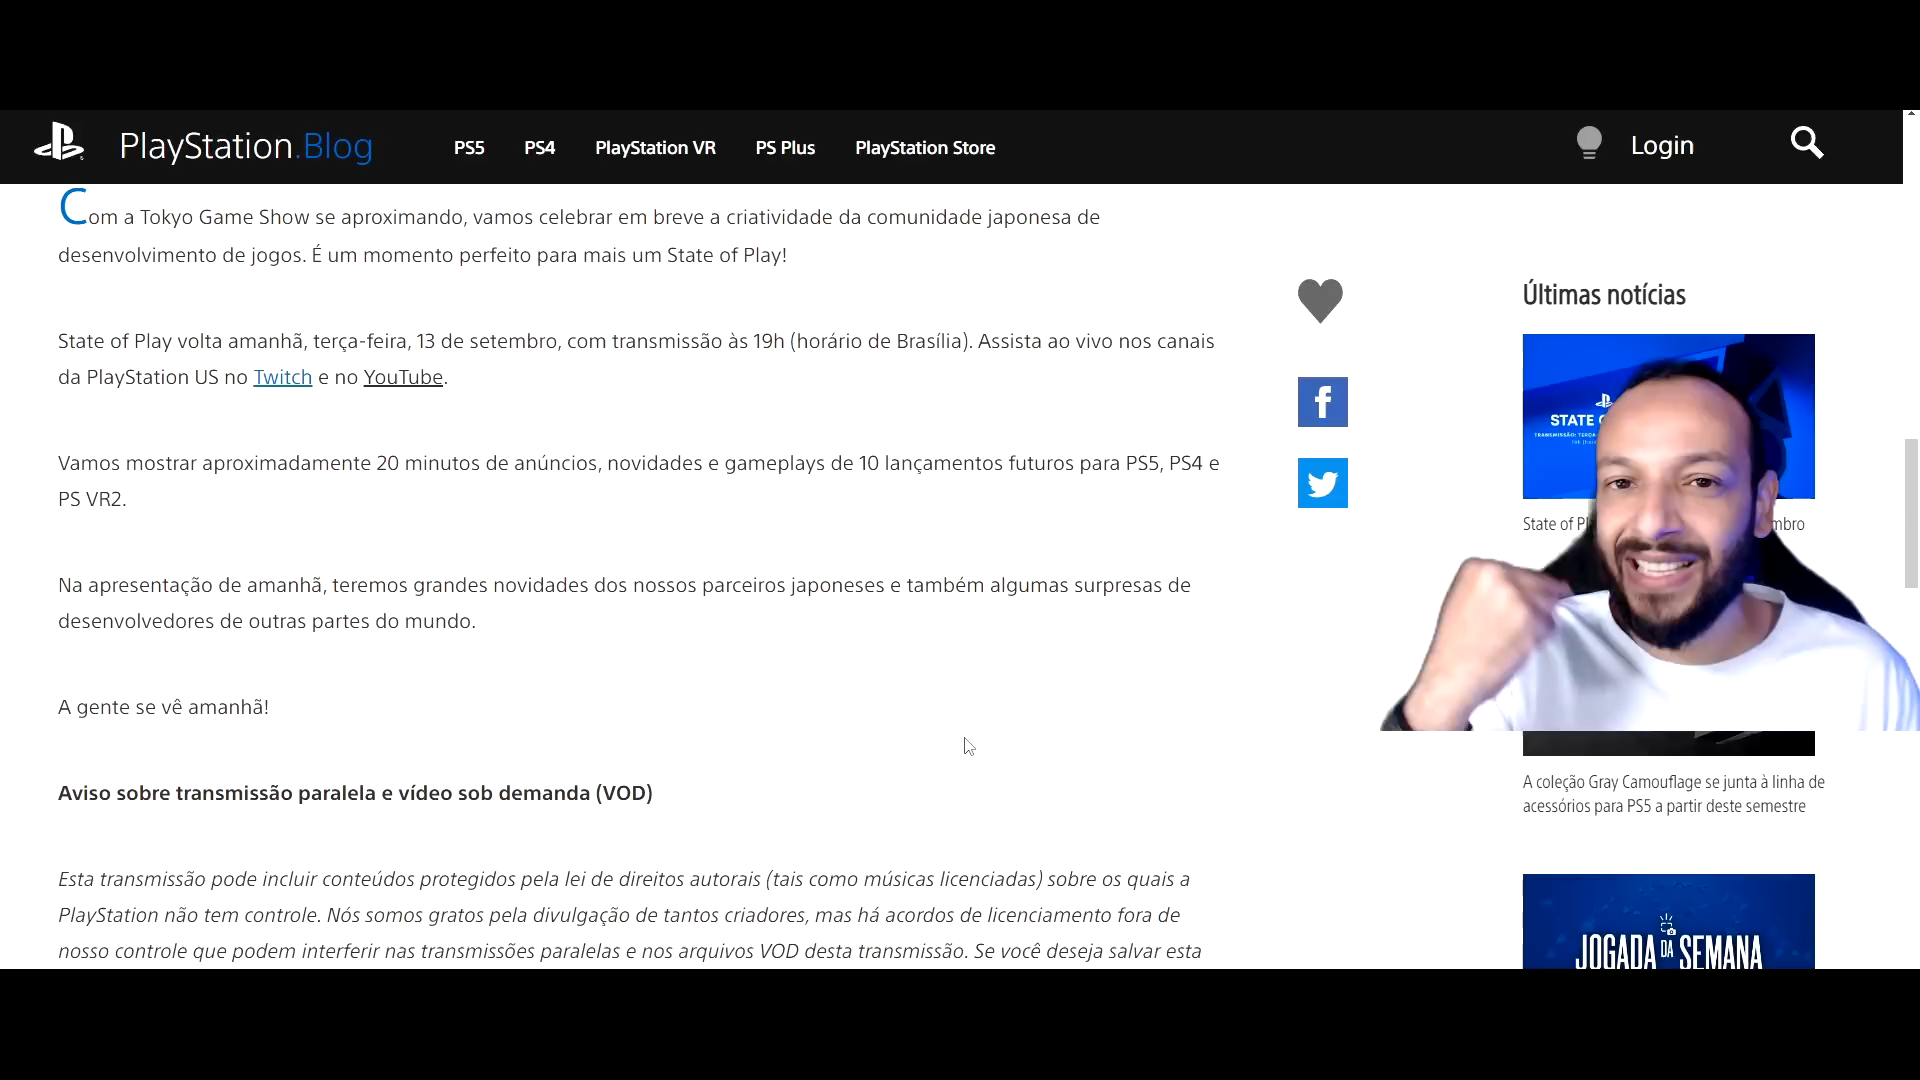 PlayStation.Blog
PS5 PS4 PlayStation VR PS Plus PlayStation Store
Login
Com a Tokyo Game Show se aproximando, vamos celebrar em breve a criatividade da comunidade japonesa de
desenvolvimento de jogos. É um momento perfeito para mais um State of Play!
State of Play volta amanhã, terça-feira, 13 de setembro, com transmissão às 19h (horário de Brasília). Assista ao vivo nos canais
da PlayStation US no Twitch e no YouTube.
Vamos mostrar aproximadamente 20 minutos de anúncios, novidades e gameplays de 10 lançamentos futuros para PS5, PS4 e
PS VR2.
Na apresentação de amanhã, teremos grandes novidades dos nossos parceiros japoneses e também algumas surpresas de
desenvolvedores de outras partes do mundo.
A gente se vê amanhã!
Aviso sobre transmissão paralela e vídeo sob demanda (VOD)
Esta transmissão pode incluir conteúdos protegidos pela lei de direitos autorais (tais como músicas licenciadas) sobre os quais a
PlayStation não tem controle. Nós somos gratos pela divulgação de tantos criadores, mas há acordos de licenciamento fora de
nosso controle que podem interferir nas transmissões paralelas e nos arquivos VOD desta transmissão. Se você deseja salvar esta
Últimas notícias
STATE
State of
A coleção Gray Camouflage se junta à linha de
acessórios para PS5 a partir deste semestre
JOGADA DA SEMANA